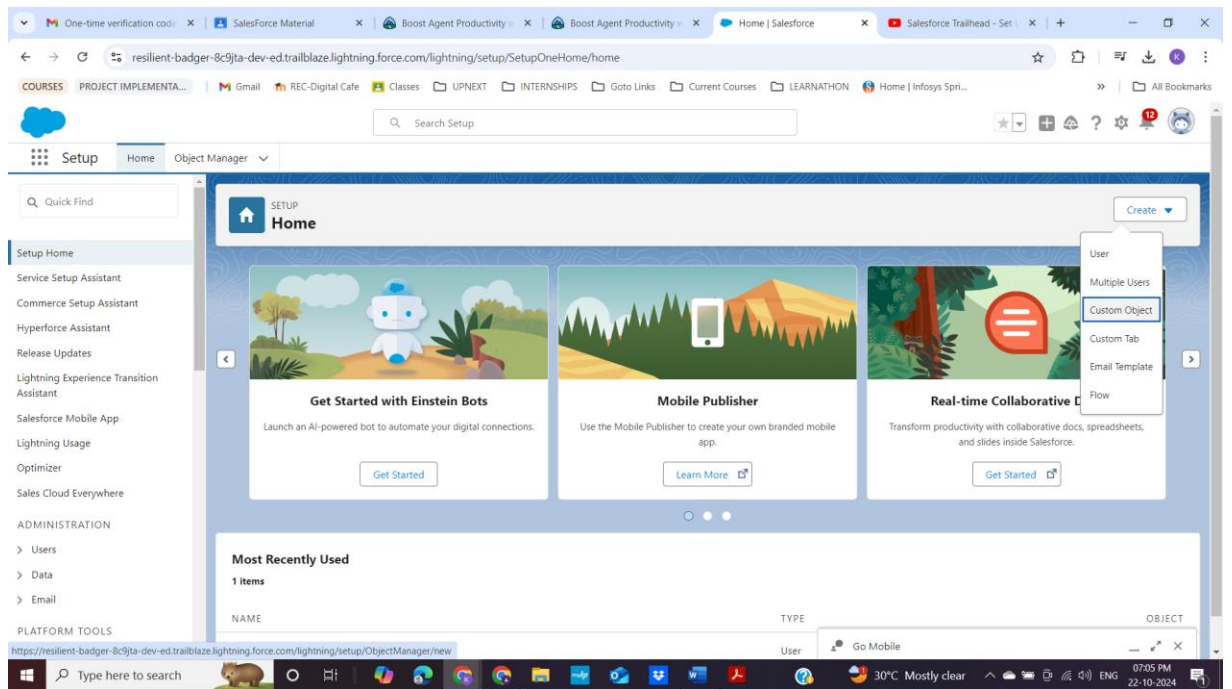 One-time verification code
SalesForce Material
Boost Agent Productivity
Boost Agent Productivity
Home | Salesforce
Salesforce Trailhead - Set
resilient-badger-8c9jta-dev-ed.trailblaze.lightning.force.com/lightning/setup/SetupOneHome/home
K
COURSES PROJECT IMPLEMENTA... Gmail REC-Digital Cafe Classes UPNEXT INTERNSHIPS Goto Links Current Courses LEARNATHON Home | Infosys Spri... » All Bookmarks
Search Setup
12
Setup Home Object Manager
Quick Find
SETUP
Home
Create
User
Multiple Users
Custom Object
Custom Tab
Email Template
Flow
Setup Home
Service Setup Assistant
Commerce Setup Assistant
Hyperforce Assistant
Release Updates
Lightning Experience Transition
Assistant
Salesforce Mobile App
Lightning Usage
Optimizer
Sales Cloud Everywhere
ADMINISTRATION
Users
Data
Email
PLATFORM TOOLS
Get Started with Einstein Bots
Launch an AI-powered bot to automate your digital connections.
Get Started
Mobile Publisher
Use the Mobile Publisher to create your own branded mobile
app.
Learn More
Real-time Collaborative D
Transform productivity with collaborative docs, spreadsheets,
and slides inside Salesforce.
Get Started
Most Recently Used
1 items
NAME TYPE OBJECT
User
Go Mobile
https://resilient-badger-8c9jta-dev-ed.trailblaze.lightning.force.com/lightning/setup/ObjectManager/new
Type here to search
30°C Mostly clear
ENG
07:05 PM
22-10-2024